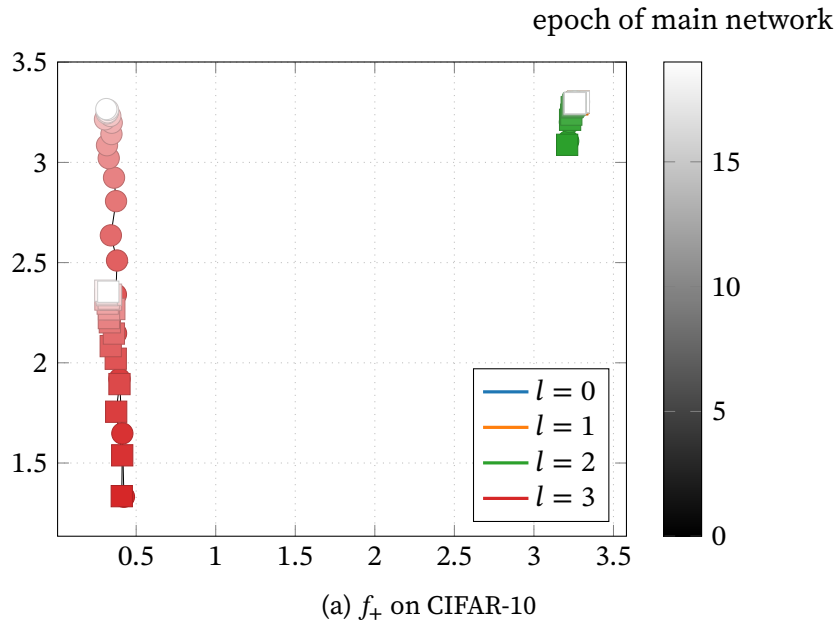 epoch of main network
3.5
3
2.5
2
1.5
0.5
1
1.5
2
2.5
3
3.5
15
10
5
0
l = 0
l = 1
l = 2
l = 3
(a) f₊ on CIFAR-10